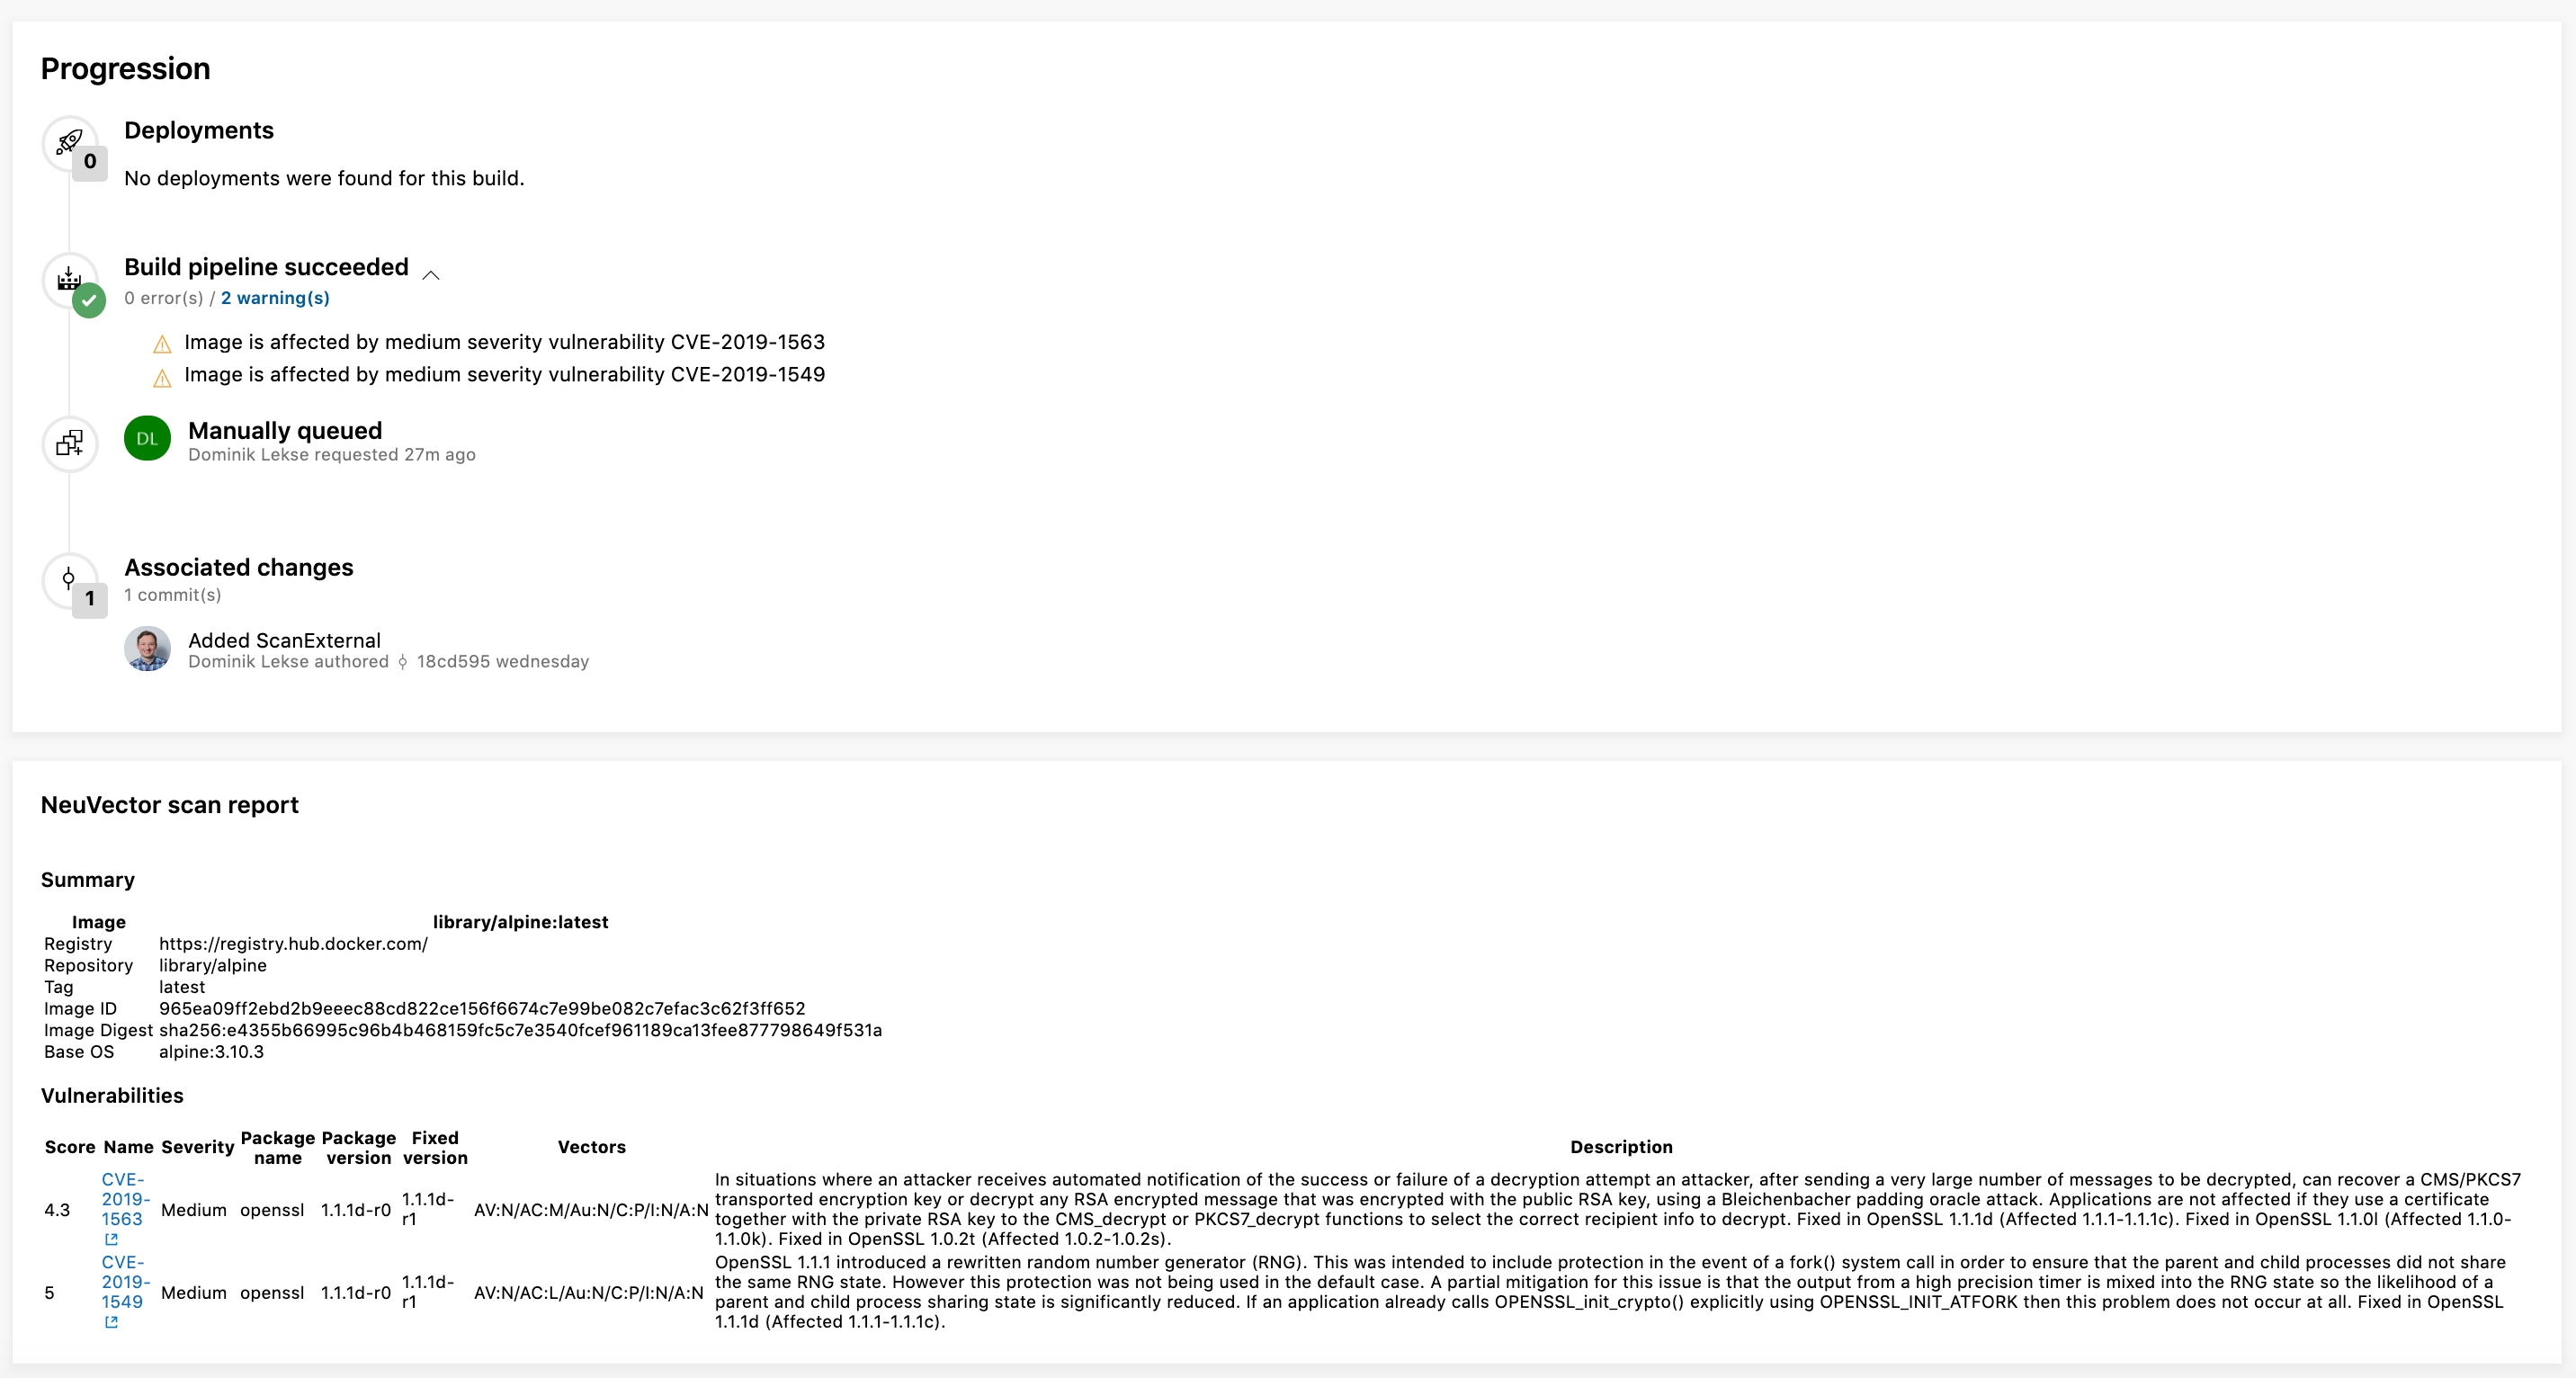 Progression
Deployments
0
No deployments were found for this build.
Build pipeline succeeded
0 error(s) / 2 warning(s)
Image is affected by medium severity vulnerability CVE-2019-1563
Image is affected by medium severity vulnerability CVE-2019-1549
DL
Manually queued
Dominik Lekse requested 27m ago
Associated changes
1
1 commit(s)
Added ScanExternal
Dominik Lekse authored 18cd595 wednesday
NeuVector scan report
Summary
Image library/alpine:latest
Registry https://registry.hub.docker.com/
Repository library/alpine
Tag latest
Image ID 965ea09ff2ebd2b9eeec88cd822ce156f6674c7e99be082c7efac3c62f3ff652
Image Digest sha256:e4355b66995c96b4b468159fc5c7e3540fcef961189ca13fee877798649f531a
Base OS alpine:3.10.3
Vulnerabilities
Score Name Severity Package name Package version Fixed version Vectors Description
4.3 CVE-2019-1563 Medium openssl 1.1.1d-r0 1.1.1d-r1 AV:N/AC:M/Au:N/C:P/I:N/A:N
In situations where an attacker receives automated notification of the success or failure of a decryption attempt an attacker, after sending a very large number of messages to be decrypted, can recover a CMS/PKCS7
transported encryption key or decrypt any RSA encrypted message that was encrypted with the public RSA key, using a Bleichenbacher padding oracle attack. Applications are not affected if they use a certificate
together with the private RSA key to the CMS_decrypt or PKCS7_decrypt functions to select the correct recipient info to decrypt. Fixed in OpenSSL 1.1.1d (Affected 1.1.1-1.1.1c). Fixed in OpenSSL 1.1.0l (Affected 1.1.0-
1.1.0k). Fixed in OpenSSL 1.0.2t (Affected 1.0.2-1.0.2s).
5 CVE-2019-1549 Medium openssl 1.1.1d-r0 1.1.1d-r1 AV:N/AC:L/Au:N/C:P/I:N/A:N
OpenSSL 1.1.1 introduced a rewritten random number generator (RNG). This was intended to include protection in the event of a fork() system call in order to ensure that the parent and child processes did not share
the same RNG state. However this protection was not being used in the default case. A partial mitigation for this issue is that the output from a high precision timer is mixed into the RNG state so the likelihood of a
parent and child process sharing state is significantly reduced. If an application already calls OPENSSL_init_crypto() explicitly using OPENSSL_INIT_ATFORK then this problem does not occur at all. Fixed in OpenSSL
1.1.1d (Affected 1.1.1-1.1.1c).